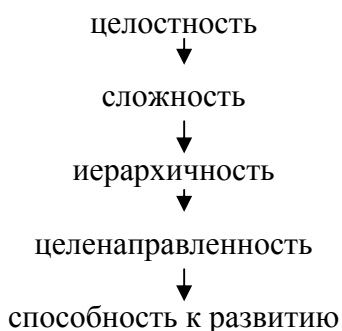 целостность
сложность
иерархичность
целенаправленность
способность к развитию